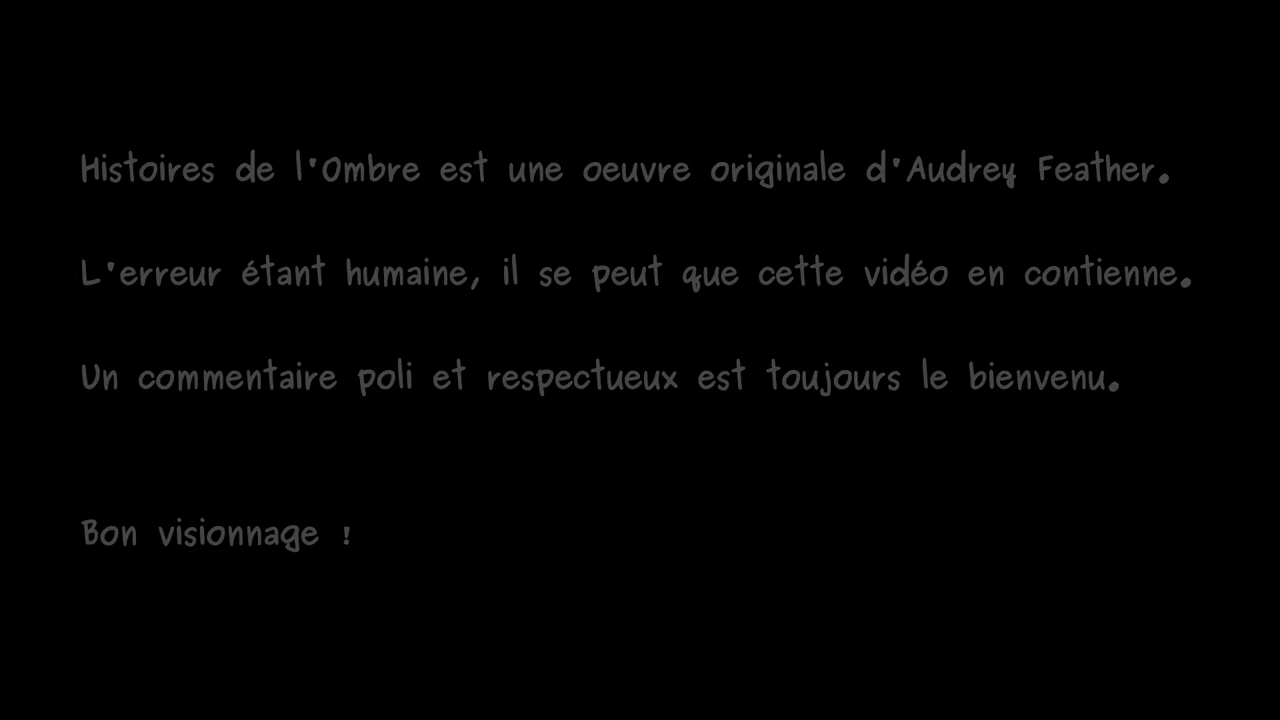 Histoires de l'Ombre est une oeuvre originale d'Audrey Feather.
L'erreur étant humaine, il se peut que cette vidéo en contienne.
Un commentaire poli et respectueux est toujours le bienvenu.
Bon visionnage !